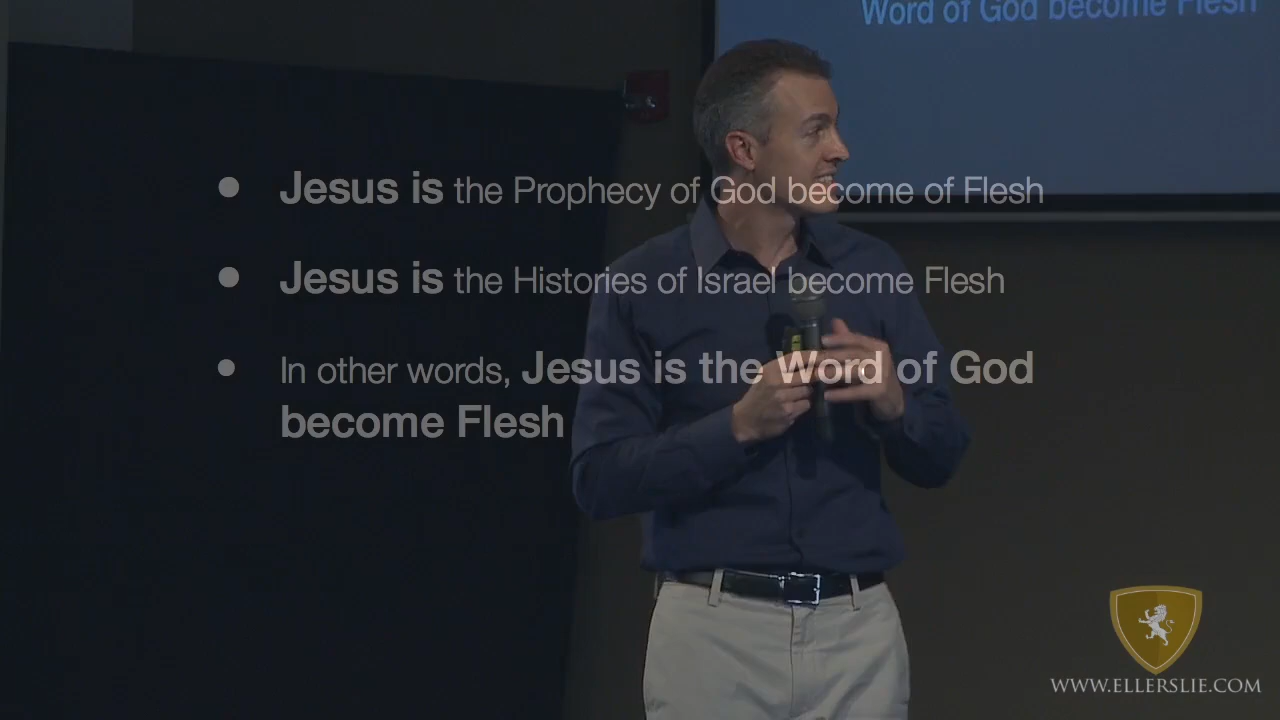 Word of God become Flesh
Jesus is the Prophecy of God become of Flesh
Jesus is the Histories of Israel become Flesh
In other words, Jesus is the Word of God
become Flesh
WWW.ELLERSLIE.COM